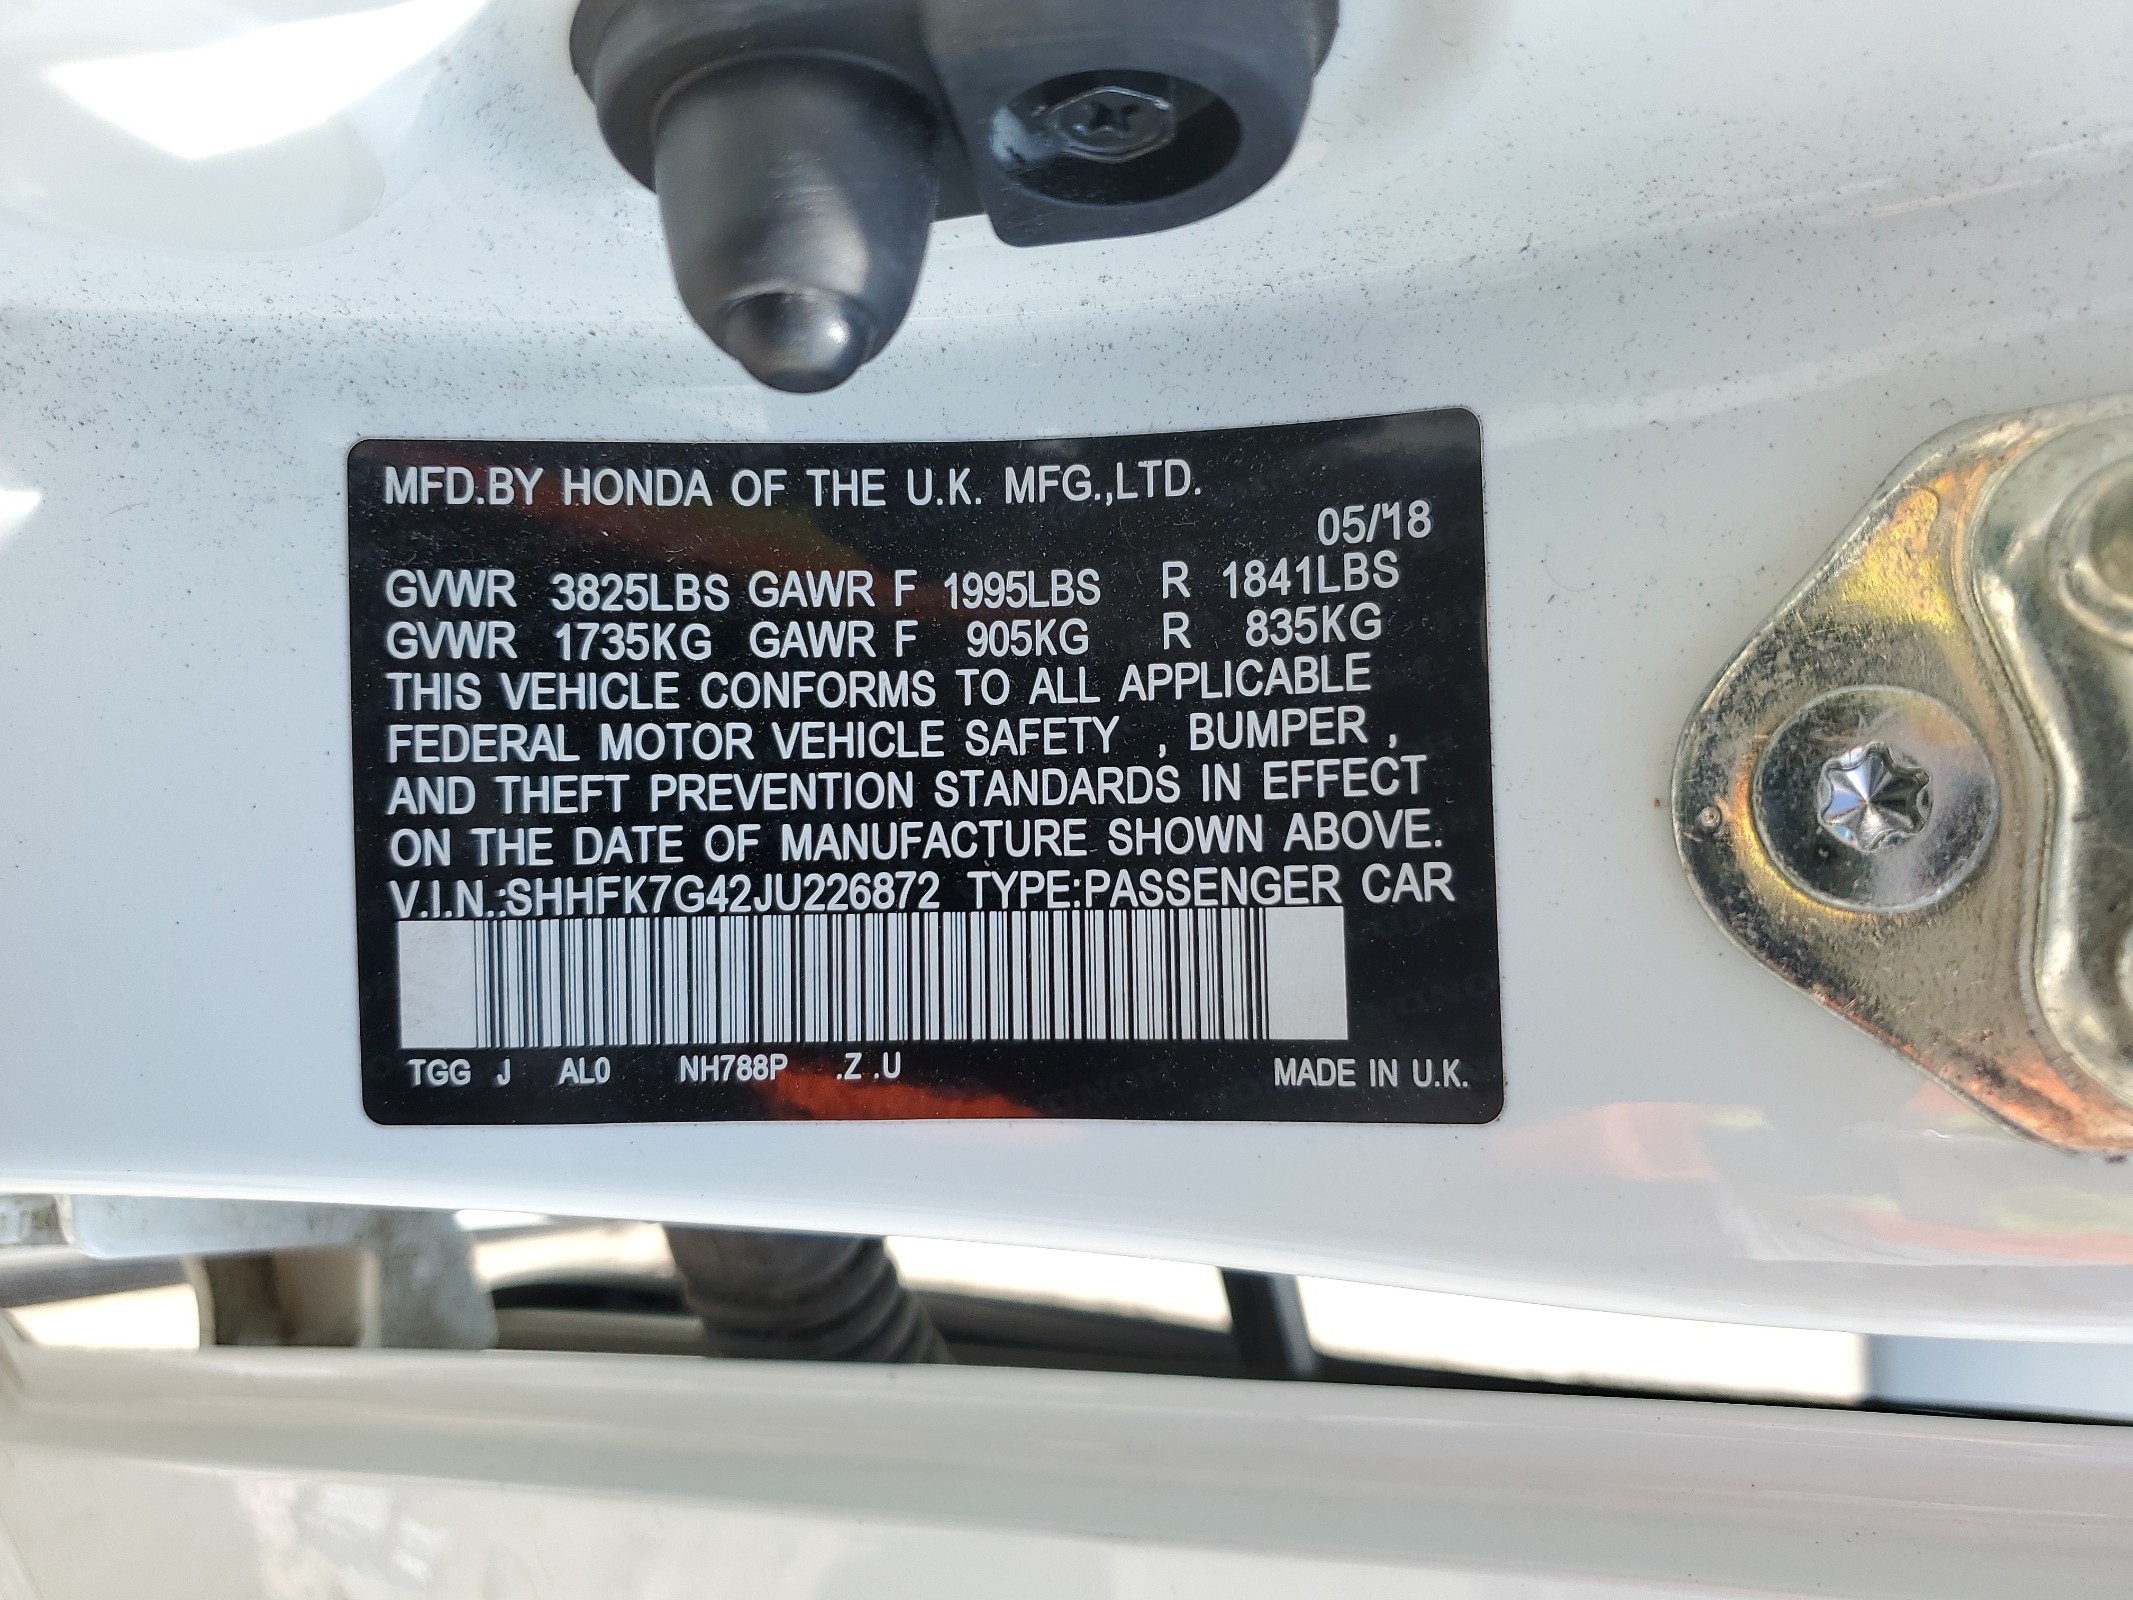 MFD.BY HONDA OF THE U.K. MFG.,LTD.
05/'18
GVWR 3825LBS GAWR F 1995LBS R 1841LBS
GVWR 1735KG GAWR F 905KG R 835KG
THIS VEHICLE CONFORMS TO ALL APPLICABLE
FEDERAL MOTOR VEHICLE SAFETY , BUMPER ,
AND THEFT PREVENTION STANDARDS IN EFFECT
ON THE DATE OF MANUFACTURE SHOWN ABOVE.
V.I.N.:SHHFK7G42JU226872 TYPE:PASSENGER CAR
TGG J AL0 NH788P .Z .U MADE IN U.K.